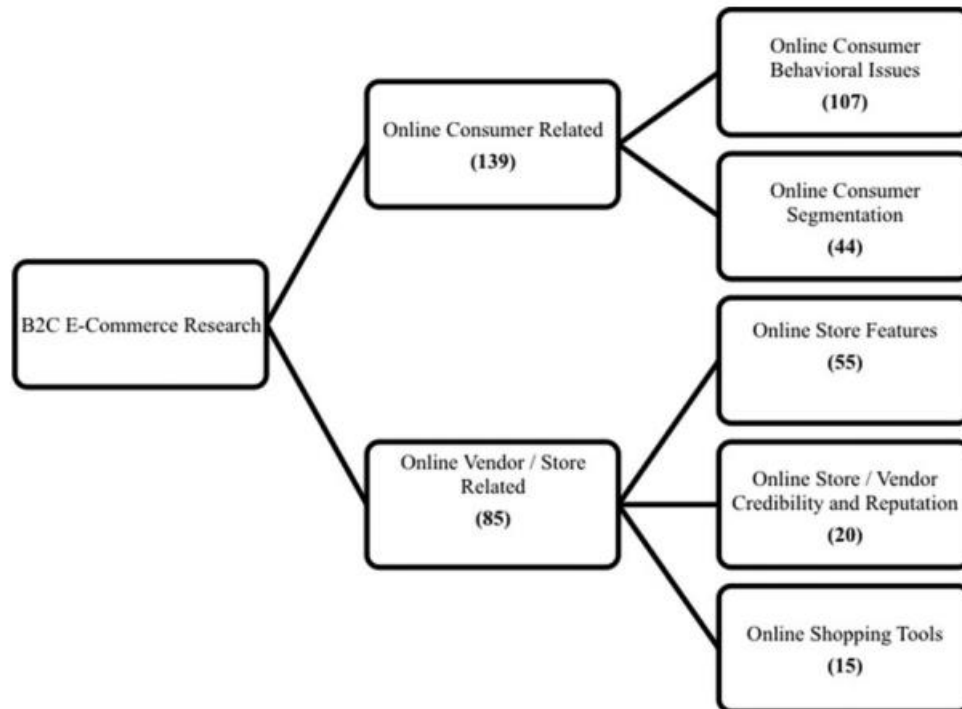 B2C E-Commerce Research
Online Consumer Related
(139)
Online Consumer
Behavioral Issues
(107)
Online Consumer
Segmentation
(44)
Online Vendor / Store
Related
(85)
Online Store Features
(55)
Online Store / Vendor
Credibility and Reputation
(20)
Online Shopping Tools
(15)